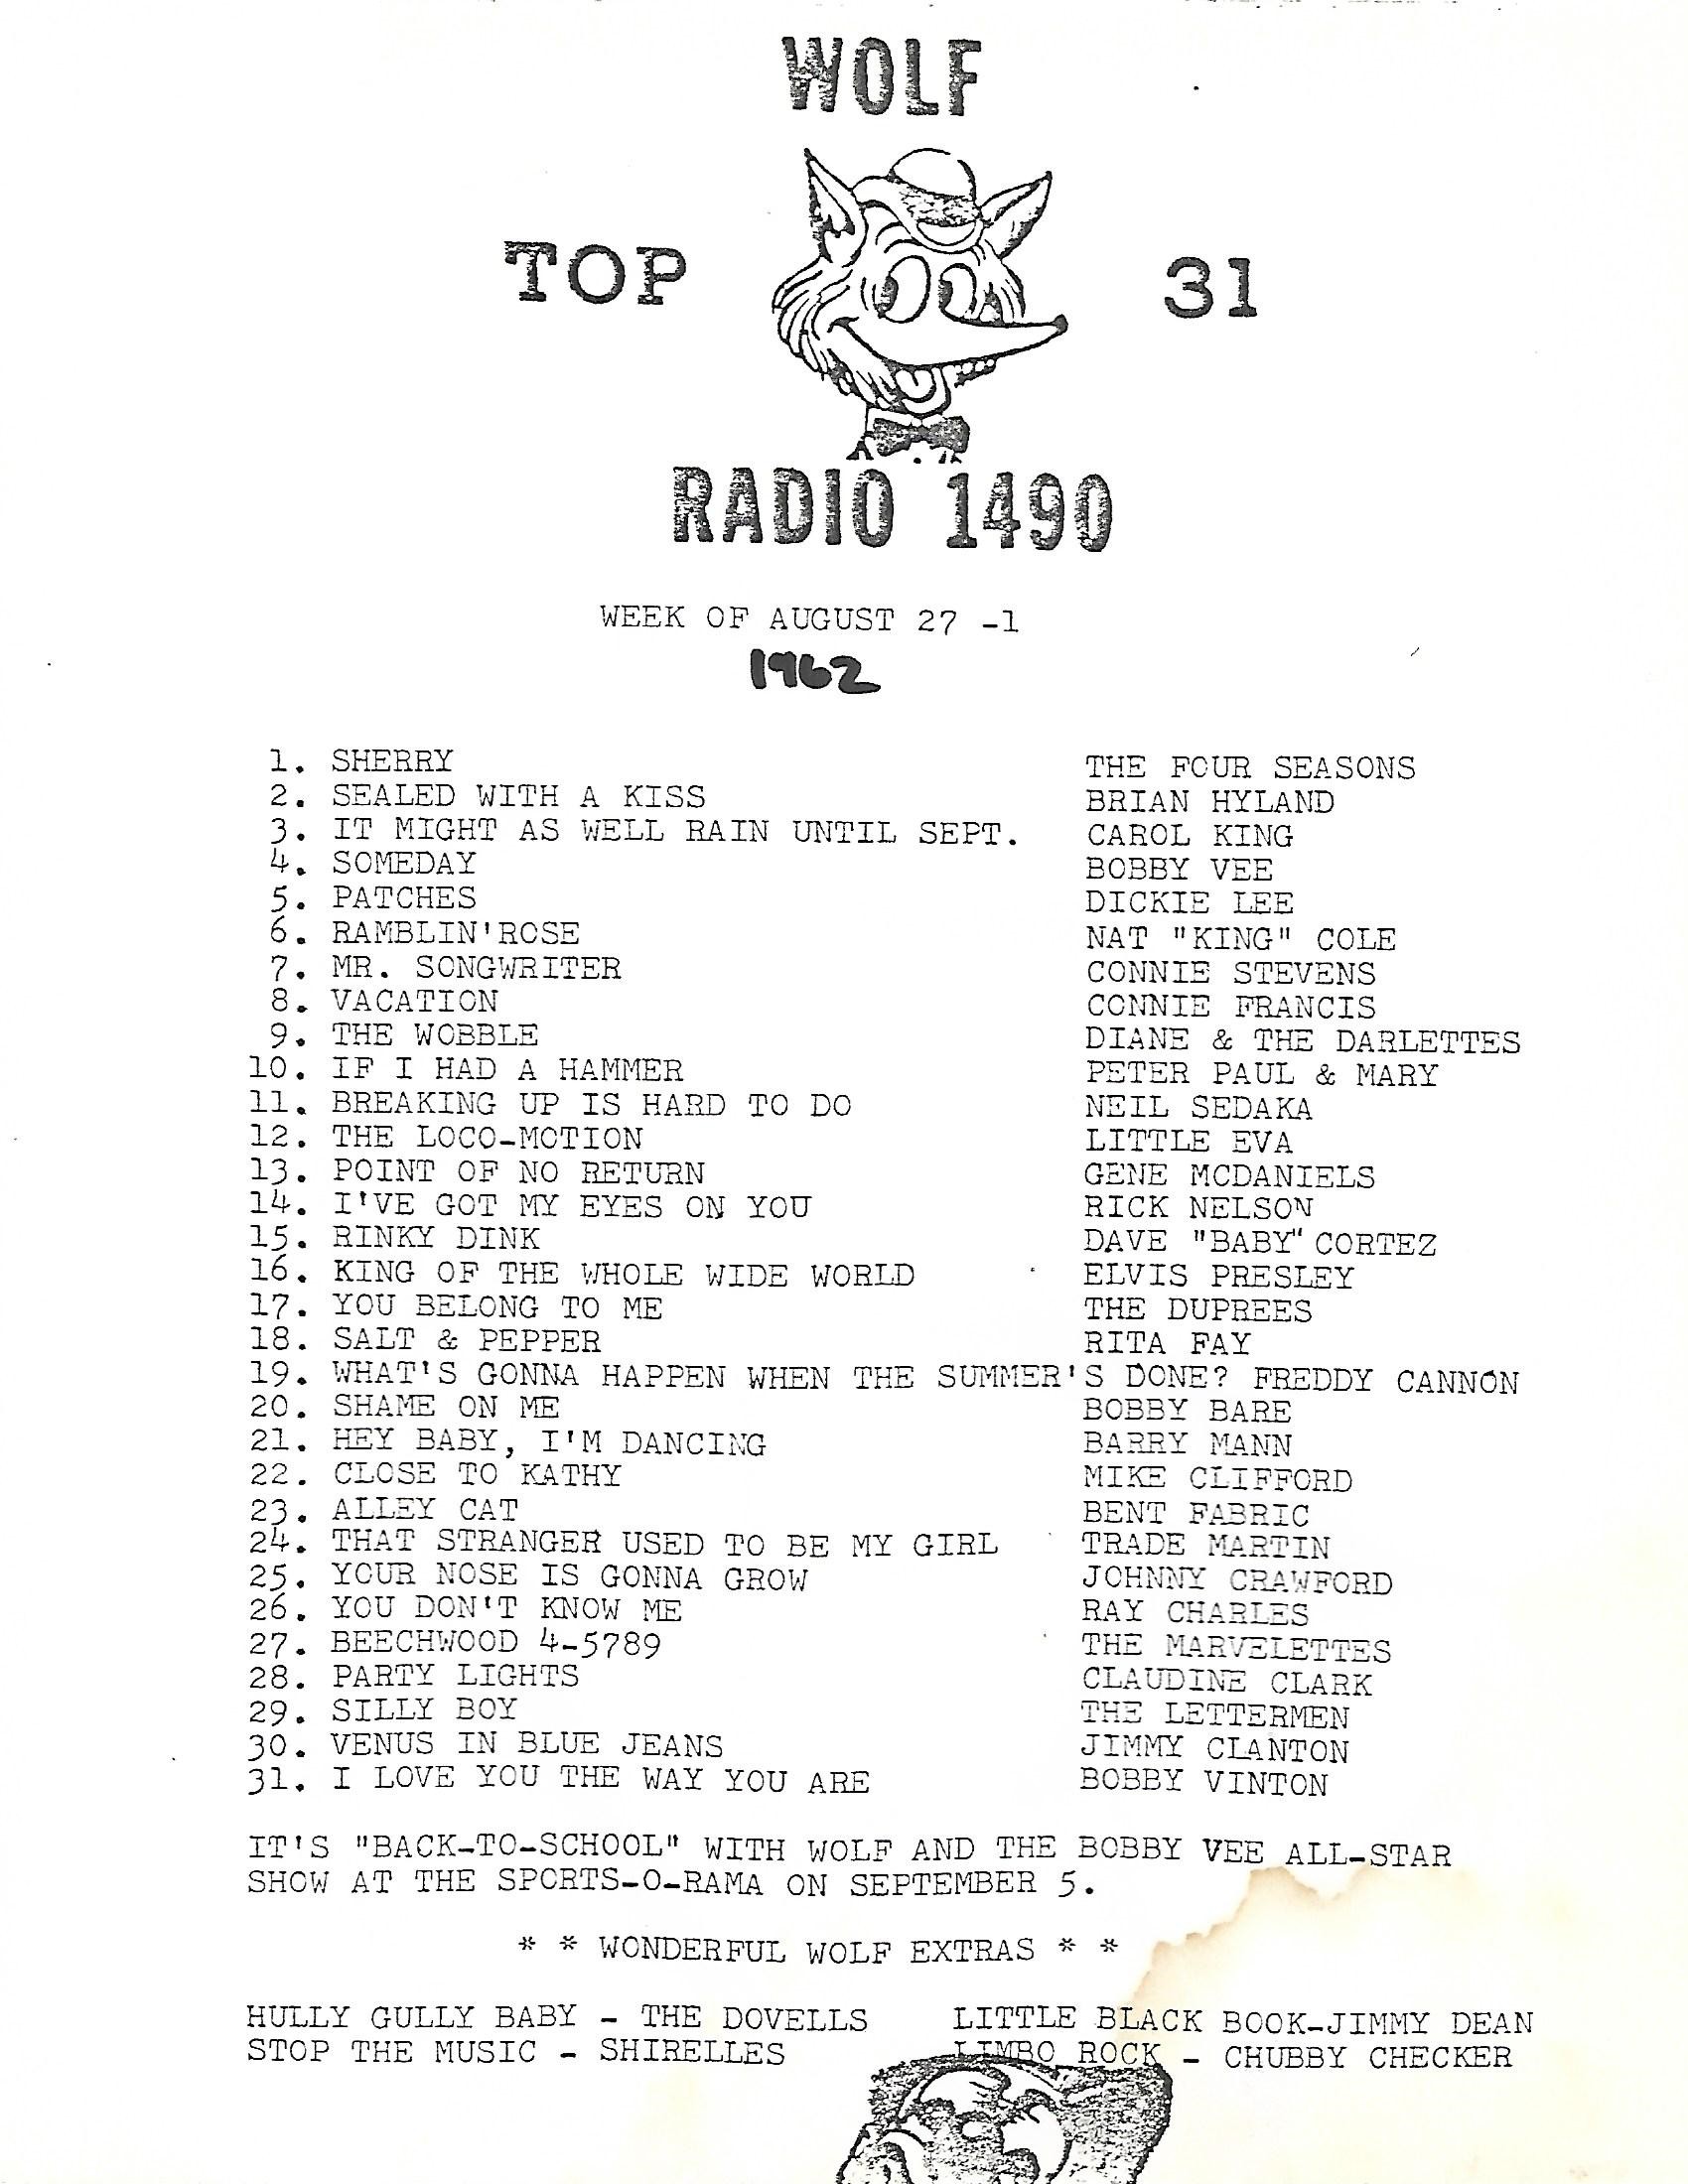 WOLF
TOP 31
RADIO 1490
WEEK OF AUGUST 27 -1
1962
1. SHERRY THE FOUR SEASONS
2. SEALED WITH A KISS BRIAN HYLAND
3. IT MIGHT AS WELL RAIN UNTIL SEPT. CAROL KING
4. SOMEDAY BOBBY VEE
5. PATCHES DICKIE LEE
6. RAMBLIN'ROSE NAT "KING" COLE
7. MR. SONGWRITER CONNIE STEVENS
8. VACATION CONNIE FRANCIS
9. THE WOBBLE DIANE & THE DARLETTES
10. IF I HAD A HAMMER PETER PAUL & MARY
11. BREAKING UP IS HARD TO DO NEIL SEDAKA
12. THE LOCO-MOTION LITTLE EVA
13. POINT OF NO RETURN GENE MCDANIELS
14. I'VE GOT MY EYES ON YOU RICK NELSON
15. RINKY DINK DAVE "BABY" CORTEZ
16. KING OF THE WHOLE WIDE WORLD ELVIS PRESLEY
17. YOU BELONG TO ME THE DUPREES
18. SALT & PEPPER RITA FAY
19. WHAT'S GONNA HAPPEN WHEN THE SUMMER'S DONE? FREDDY CANNON
20. SHAME ON ME BOBBY BARE
21. HEY BABY, I'M DANCING BARRY MANN
22. CLOSE TO KATHY MIKE CLIFFORD
23. ALLEY CAT BENT FABRIC
24. THAT STRANGER USED TO BE MY GIRL TRADE MARTIN
25. YOUR NOSE IS GONNA GROW JOHNNY CRAWFORD
26. YOU DON'T KNOW ME RAY CHARLES
27. BEECHWOOD 4-5789 THE MARVELETTES
28. PARTY LIGHTS CLAUDINE CLARK
29. SILLY BOY THE LETTERMEN
30. VENUS IN BLUE JEANS JIMMY CLANTON
31. I LOVE YOU THE WAY YOU ARE BOBBY VINTON
IT'S "BACK-TO-SCHOOL" WITH WOLF AND THE BOBBY VEE ALL-STAR
SHOW AT THE SPORTS-O-RAMA ON SEPTEMBER 5.
* * WONDERFUL WOLF EXTRAS * *
HULLY GULLY BABY - THE DOVELLS LITTLE BLACK BOOK-JIMMY DEAN
STOP THE MUSIC - SHIRELLES LIMBO ROCK - CHUBBY CHECKER